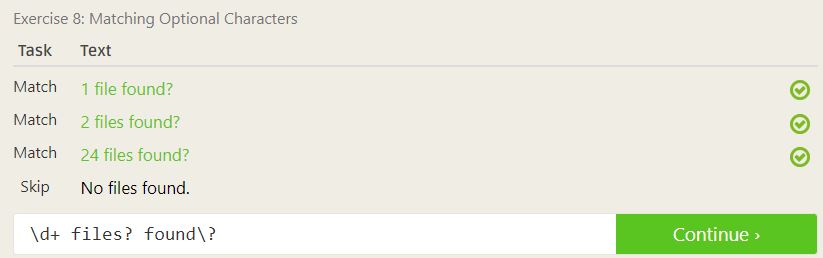 Exercise 8: Matching Optional Characters
Task Text
Match 1 file found?
Match 2 files found?
Match 24 files found?
Skip No files found.
\d+ files? found\? Continue ›